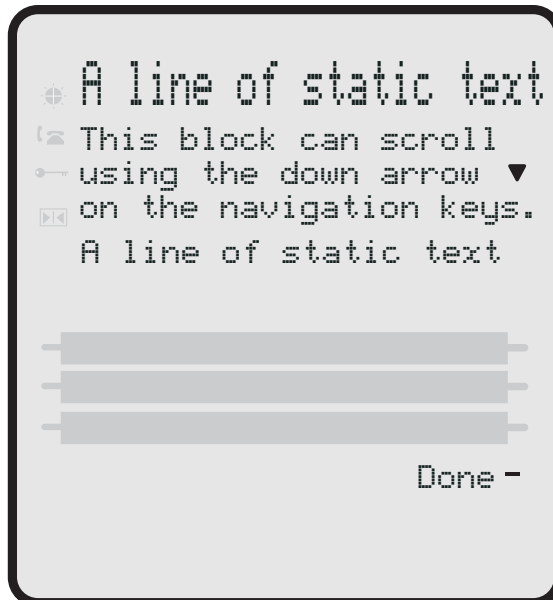 A line of static text
This block can scroll
using the down arrow ▼
on the navigation keys.
A line of static text
Done -